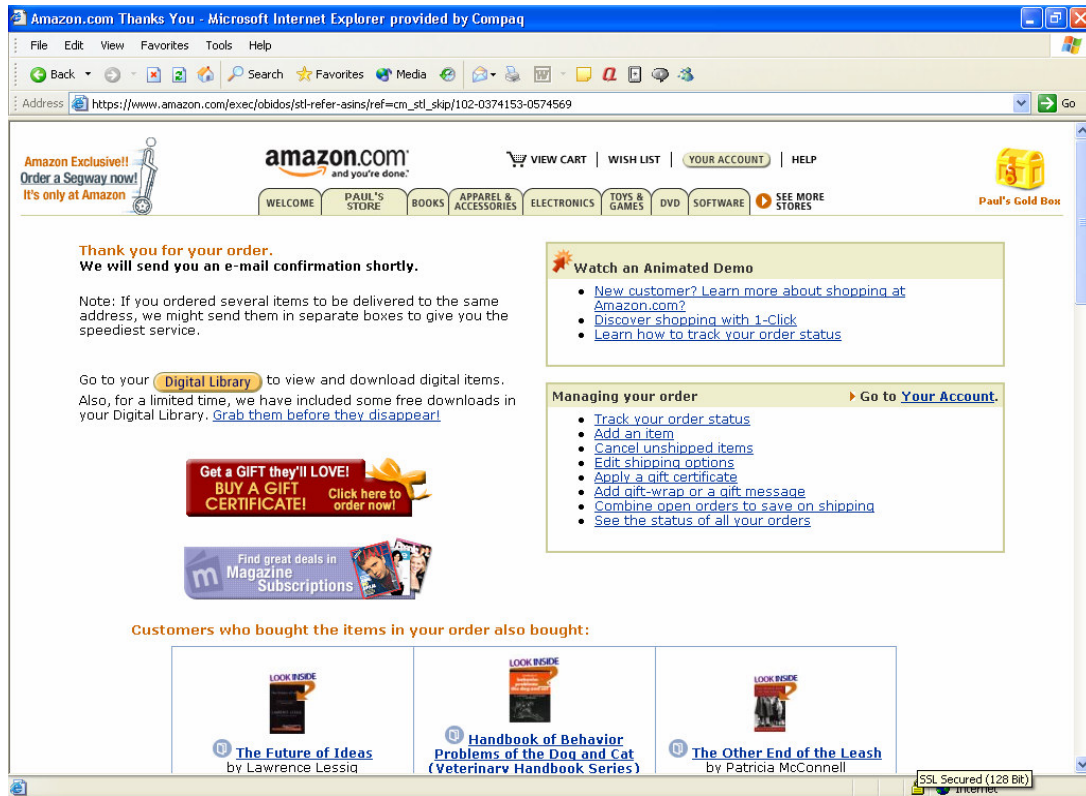 Amazon.com Thanks You - Microsoft Internet Explorer provided by Compaq
File Edit View Favorites Tools Help
Back Search Favorites Media
Address https://www.amazon.com/exec/obidos/stl-refer-asins/ref=cm_stl_skip/102-0374153-0574569 Go
Amazon Exclusive!!
Order a Segway now!
It's only at Amazon
amazon.com
and you're done.
VIEW CART | WISH LIST | YOUR ACCOUNT | HELP
WELCOME
PAUL'S
STORE
BOOKS
APPAREL &
ACCESSORIES
ELECTRONICS
TOYS &
GAMES
DVD
SOFTWARE
SEE MORE
STORES
Paul's Gold Box
Thank you for your order.
We will send you an e-mail confirmation shortly.
Note: If you ordered several items to be delivered to the same
address, we might send them in separate boxes to give you the
speediest service.
Go to your Digital Library to view and download digital items.
Also, for a limited time, we have included some free downloads in
your Digital Library. Grab them before they disappear!
Get a GIFT they'll LOVE!
BUY A GIFT
CERTIFICATE!
Click here to
order now!
m
Find great deals in
Magazine
Subscriptions
Watch an Animated Demo
New customer? Learn more about shopping at
Amazon.com?
Discover shopping with 1-Click
Learn how to track your order status
Managing your order Go to Your Account.
Track your order status
Add an item
Cancel unshipped items
Edit shipping options
Apply a gift certificate
Add gift-wrap or a gift message
Combine open orders to save on shipping
See the status of all your orders
Customers who bought the items in your order also bought:
LOOK INSIDE
The Future of Ideas
by Lawrence Lessig
LOOK INSIDE
Handbook of Behavior
Problems of the Dog and Cat
(Veterinary Handbook Series)
LOOK INSIDE
The Other End of the Leash
by Patricia McConnell
SSL Secured (128 Bit)
Internet